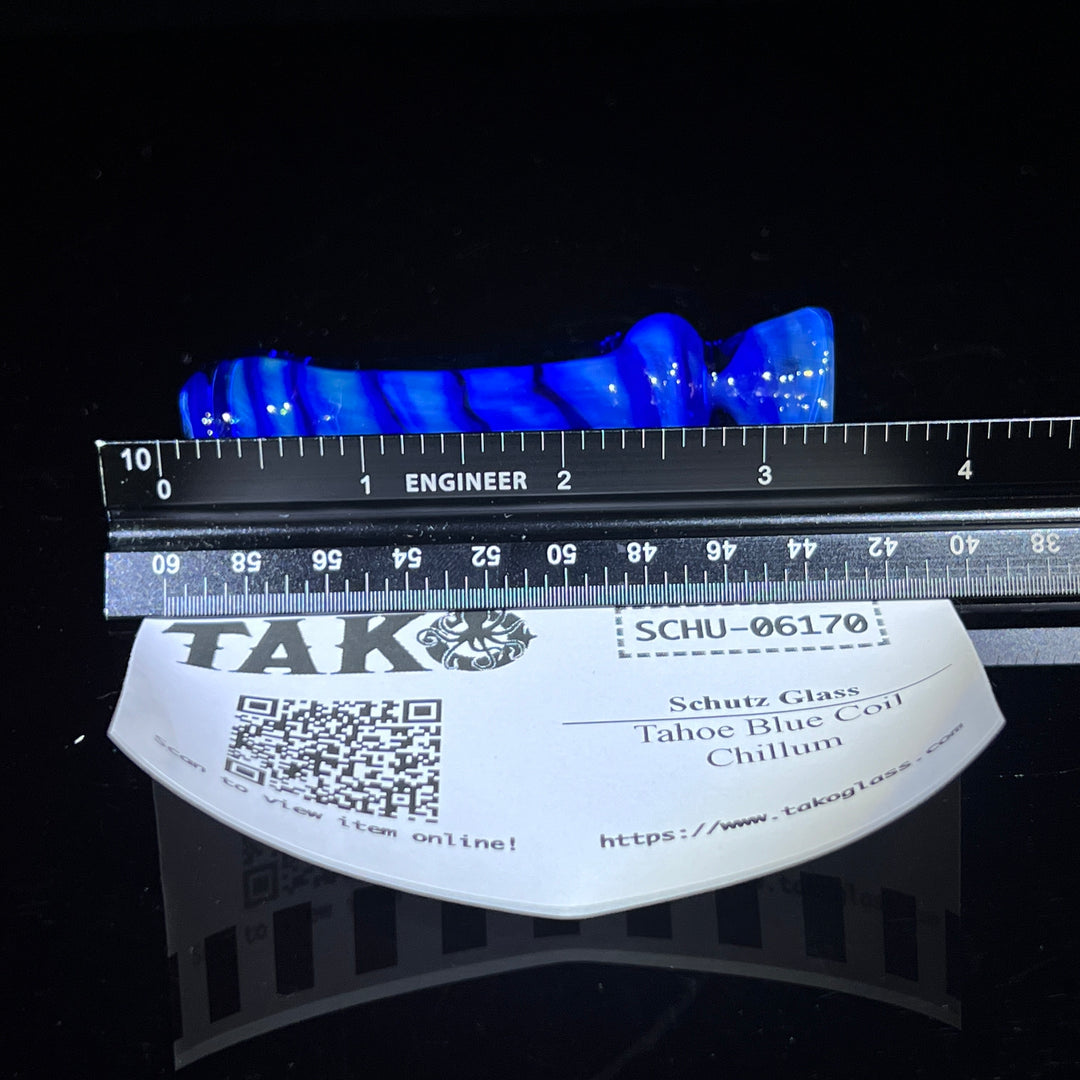 10 0 1 ENGINEER 2 3 4
60 58 56 54 52 50 48 46 44 42 40 38
TAKO
SCHU-06170
Schutz Glass
Tahoe Blue Coil
Chillum
scan to view item online!
https://www.takoglass.com